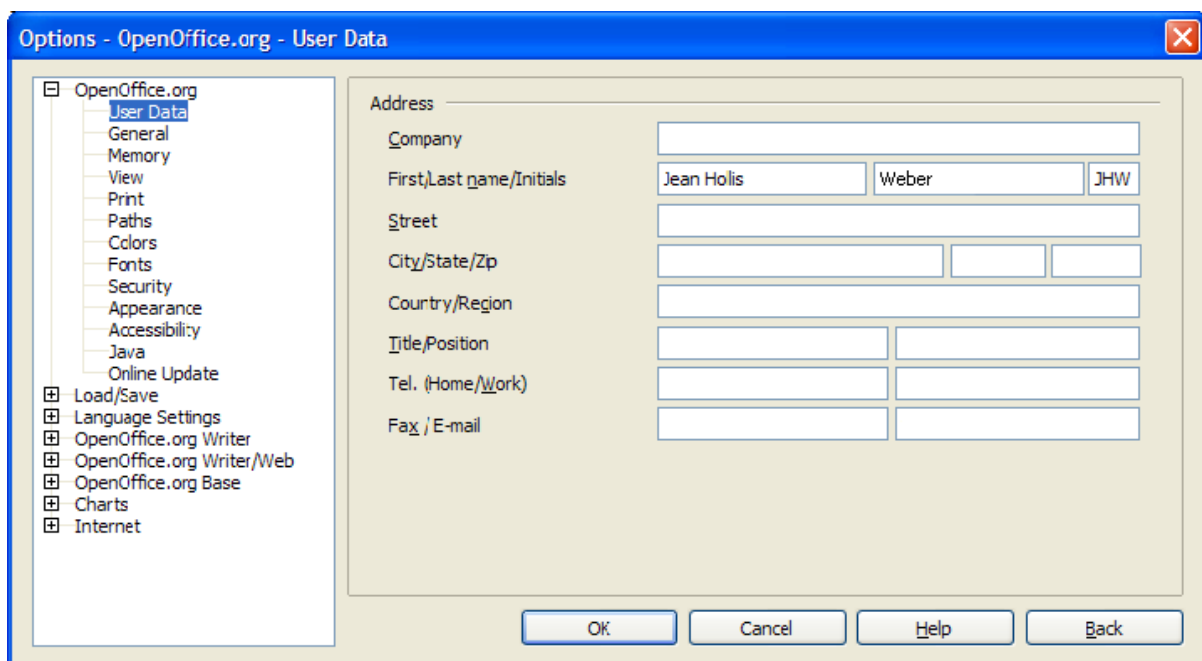 Options - OpenOffice.org - User Data
OpenOffice.org
User Data
General
Memory
View
Print
Paths
Colors
Fonts
Security
Appearance
Accessibility
Java
Online Update
Load/Save
Language Settings
OpenOffice.org Writer
OpenOffice.org Writer/Web
OpenOffice.org Base
Charts
Internet
Address
Company
First/Last name/Initials Jean Holis Weber JHW
Street
City/State/Zip
Country/Region
Title/Position
Tel. (Home/Work)
Fax / E-mail
OK Cancel Help Back